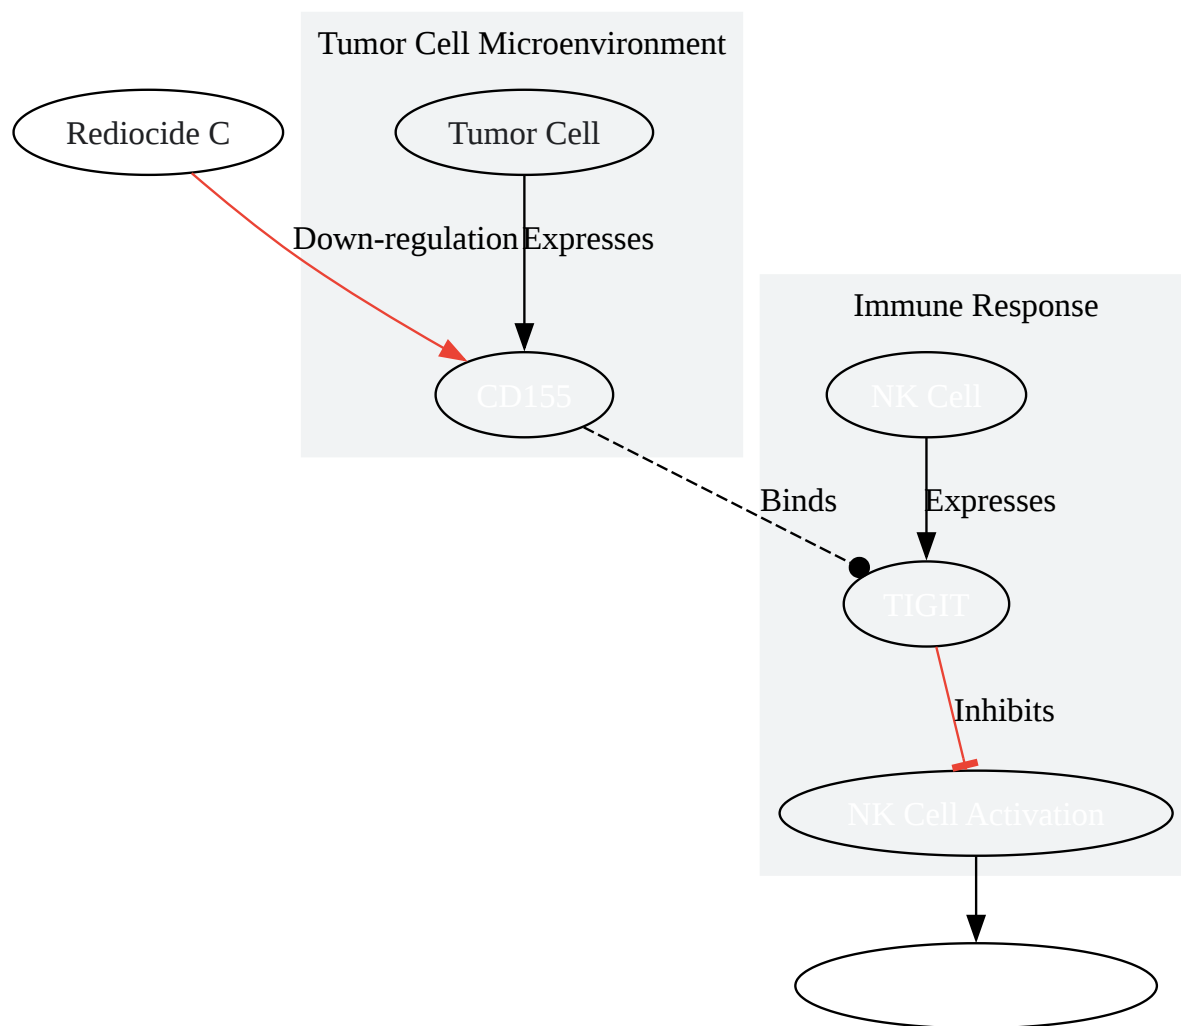 Tumor Cell Microenvironment
Rediocide C
Tumor Cell
Down-regulation
Expresses
Immune Response
CD155
NK Cell
Binds
Expresses
TIGIT
Inhibits
NK Cell Activation